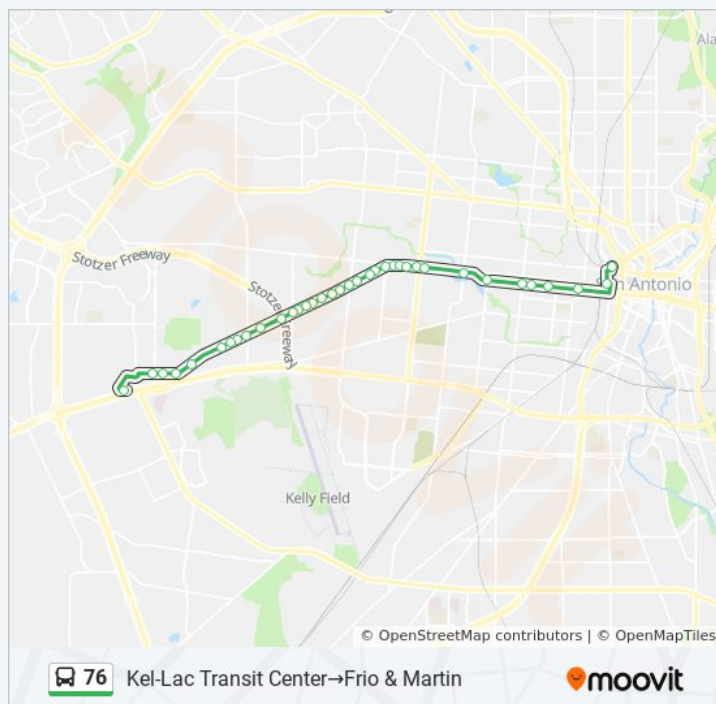 Ala
Stotzer Freeway
Stotzer Freeway
San Antonio
Kelly Field
© OpenStreetMap contributors | © OpenMapTiles
76 Kel-Lac Transit Center→Frio & Martin
moovit